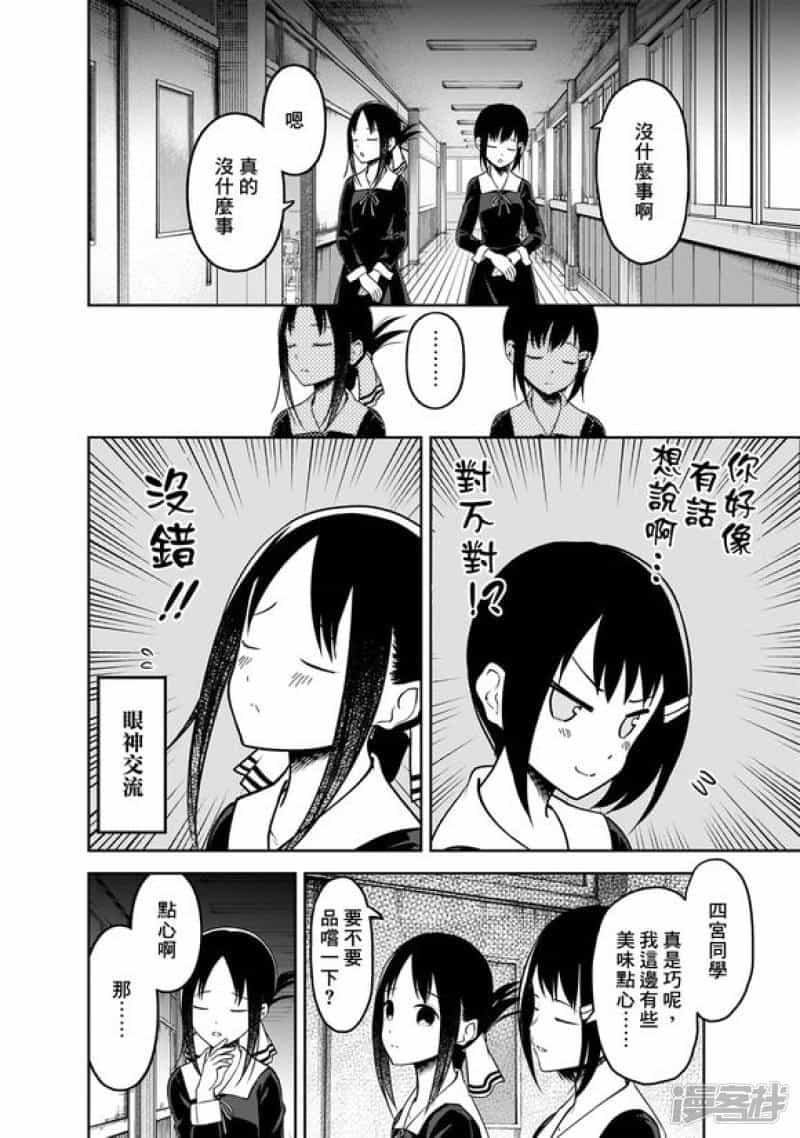 沒什麼事啊
嗯
真的
沒什麼事
……
你好像
有話
想說啊…
對不對!?
沒錯!!
眼神交流
四宮同學
真是巧呢，
我這邊有些
美味點心……
要不要
品嚐一下？
點心啊
那……
漫客棧